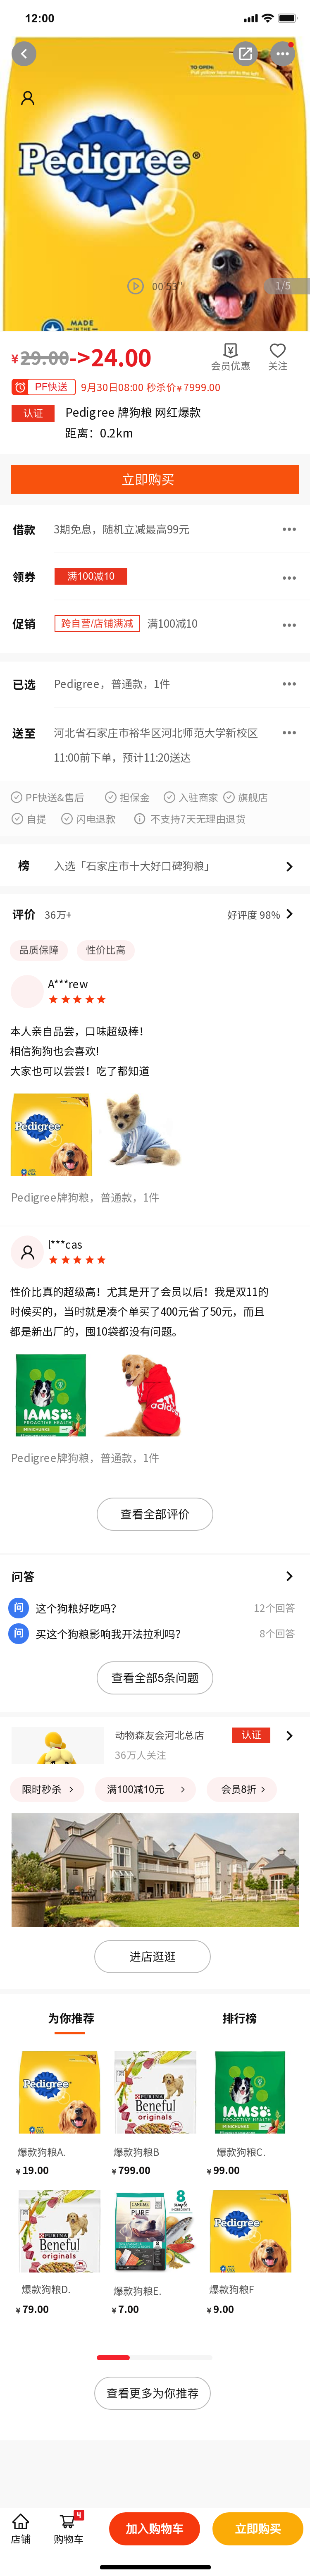 12:00
TO OPEN:
Pull yellow tape off to the left
Pedigree®
MADE
IN THE
00'53''
1/5
¥29.00->24.00
会员优惠
关注
PF快送
9月30日08:00 秒杀价¥7999.00
认证
Pedigree 牌狗粮 网红爆款
距离：0.2km
立即购买
借款
3期免息，随机立减最高99元
领券
满100减10
促销
跨自营/店铺满减
满100减10
已选
Pedigree，普通款，1件
送至
河北省石家庄市裕华区河北师范大学新校区
11:00前下单，预计11:20送达
PF快送&售后
担保金
入驻商家
旗舰店
自提
闪电退款
不支持7天无理由退货
榜
入选「石家庄市十大好口碑狗粮」
评价
36万+
好评度 98%
品质保障
性价比高
A***rew
本人亲自品尝，口味超级棒！
相信狗狗也会喜欢!
大家也可以尝尝！吃了都知道
Pedigree
Pedigree牌狗粮，普通款，1件
l***cas
性价比真的超级高！尤其是开了会员以后！我是双11的
时候买的，当时就是凑个单买了400元省了50元，而且
都是新出厂的，囤10袋都没有问题。
IAMS
PROACTIVE HEALTH
adidas
Pedigree牌狗粮，普通款，1件
查看全部评价
问答
问
这个狗粮好吃吗?
12个回答
问
买这个狗粮影响我开法拉利吗?
8个回答
查看全部5条问题
动物森友会河北总店
认证
36万人关注
限时秒杀
满100减10元
会员8折
进店逛逛
为你推荐
排行榜
Pedigree
PURINA
Beneful
originals
IAMS
PROACTIVE HEALTH
MINICHUNKS
爆款狗粮A.
爆款狗粮B
爆款狗粮C.
¥ 19.00
¥799.00
¥99.00
PURINA
Beneful
originals
CANIDAE
PURE
8
simple
INGREDIENTS
Pedigree
爆款狗粮D.
爆款狗粮E.
爆款狗粮F
¥ 79.00
¥ 7.00
¥ 9.00
查看更多为你推荐
店铺
4
购物车
加入购物车
立即购买